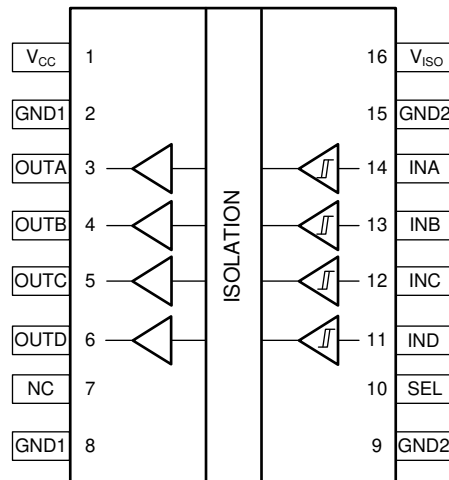 VCC 1 16 VISO
GND1 2 15 GND2
OUTA 3 14 INA
OUTB 4 13 INB
OUTC 5 12 INC
OUTD 6 11 IND
NC 7 10 SEL
GND1 8 9 GND2
ISOLATION